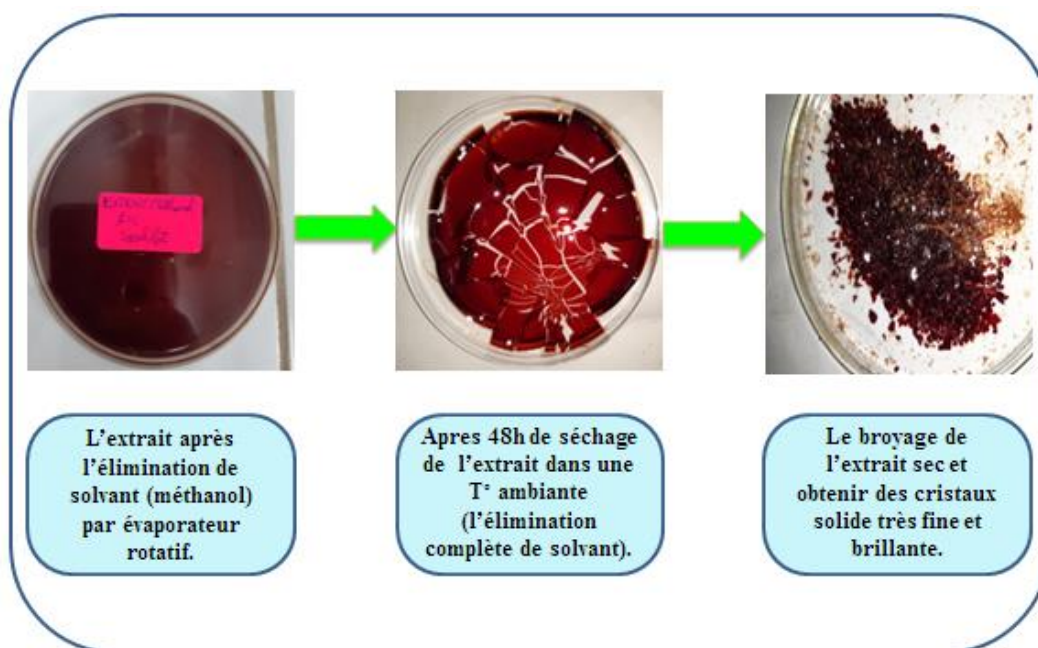 L'extrait après
l'élimination de
solvant (méthanol)
par évaporateur
rotatif.
Apres 48h de séchage
de l'extrait dans une
T° ambiante
(l'élimination
complète de solvant).
Le broyage de
l'extrait sec et
obtenir des cristaux
solide très fine et
brillante.